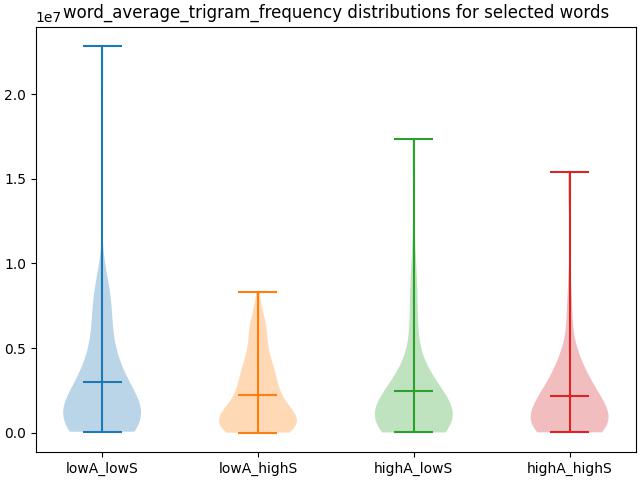 word_average_trigram_frequency distributions for selected words
1e7
2.0
1.5
1.0
0.5
0.0
lowA_lowS lowA_highS highA_lowS highA_highS